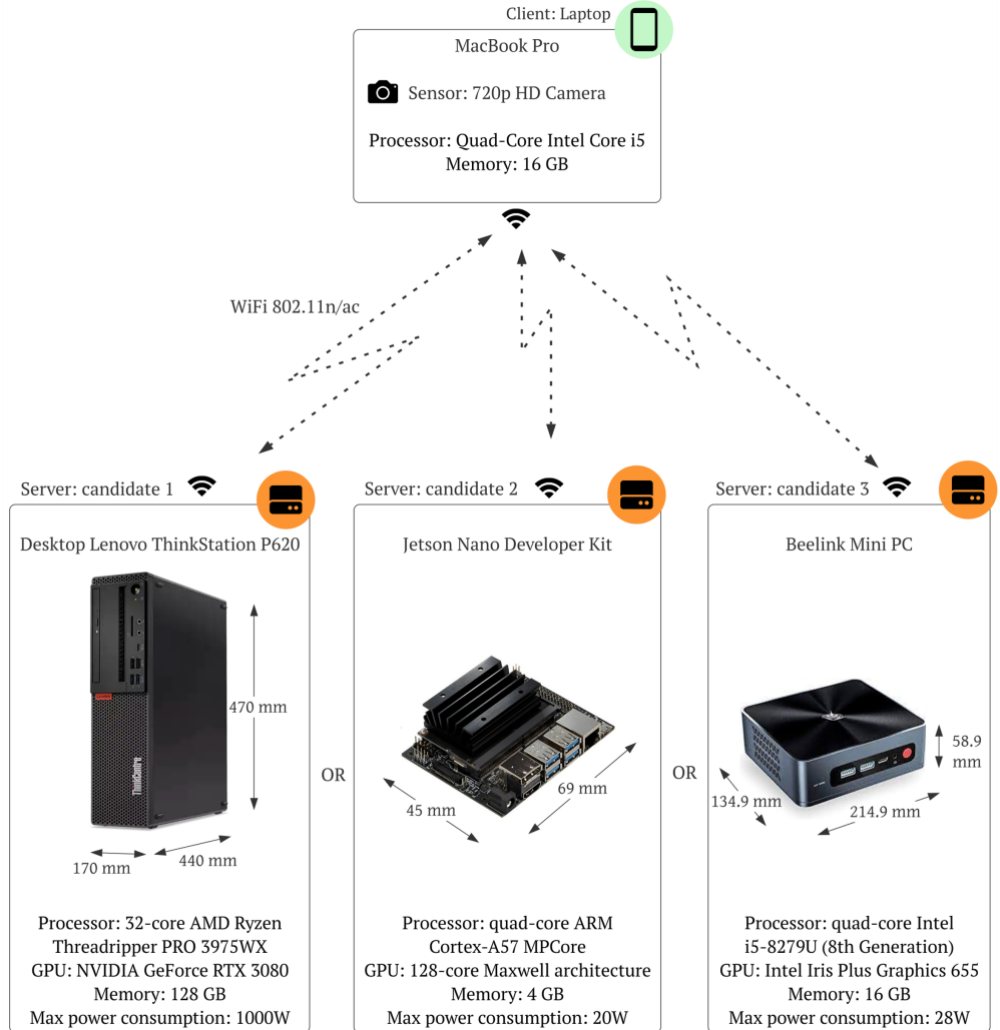 Client: Laptop
MacBook Pro
Sensor: 720p HD Camera
Processor: Quad-Core Intel Core i5
Memory: 16 GB
WiFi 802.11n/ac
Server: candidate 1
Desktop Lenovo ThinkStation P620
ThinkCentre
470 mm
170 mm
440 mm
Processor: 32-core AMD Ryzen
Threadripper PRO 3975WX
GPU: NVIDIA GeForce RTX 3080
Memory: 128 GB
Max power consumption: 1000W
OR
Server: candidate 2
Jetson Nano Developer Kit
45 mm
69 mm
Processor: quad-core ARM
Cortex-A57 MPCore
GPU: 128-core Maxwell architecture
Memory: 4 GB
Max power consumption: 20W
OR
Server: candidate 3
Beelink Mini PC
58.9
mm
134.9 mm
214.9 mm
Processor: quad-core Intel
i5-8279U (8th Generation)
GPU: Intel Iris Plus Graphics 655
Memory: 16 GB
Max power consumption: 28W